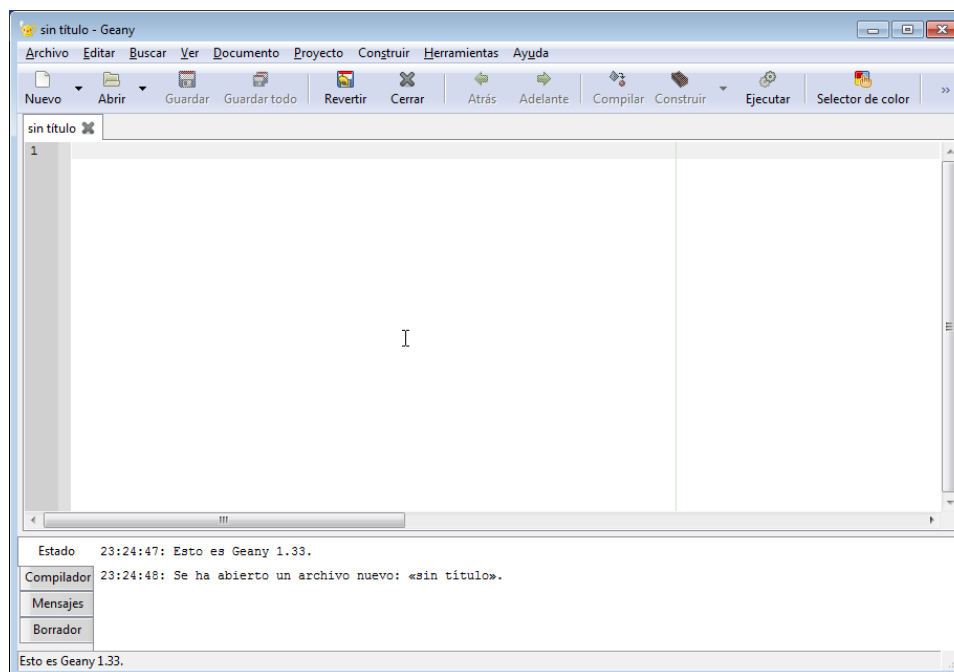 sin título - Geany
Archivo Editar Buscar Ver Documento Proyecto Construir Herramientas Ayuda
Nuevo Abrir Guardar Guardar todo Revertir Cerrar Atrás Adelante Compilar Construir Ejecutar Selector de color
sin título
1
Estado
23:24:47: Esto es Geany 1.33.
Compilador
23:24:48: Se ha abierto un archivo nuevo: «sin título».
Mensajes
Borrador
Esto es Geany 1.33.